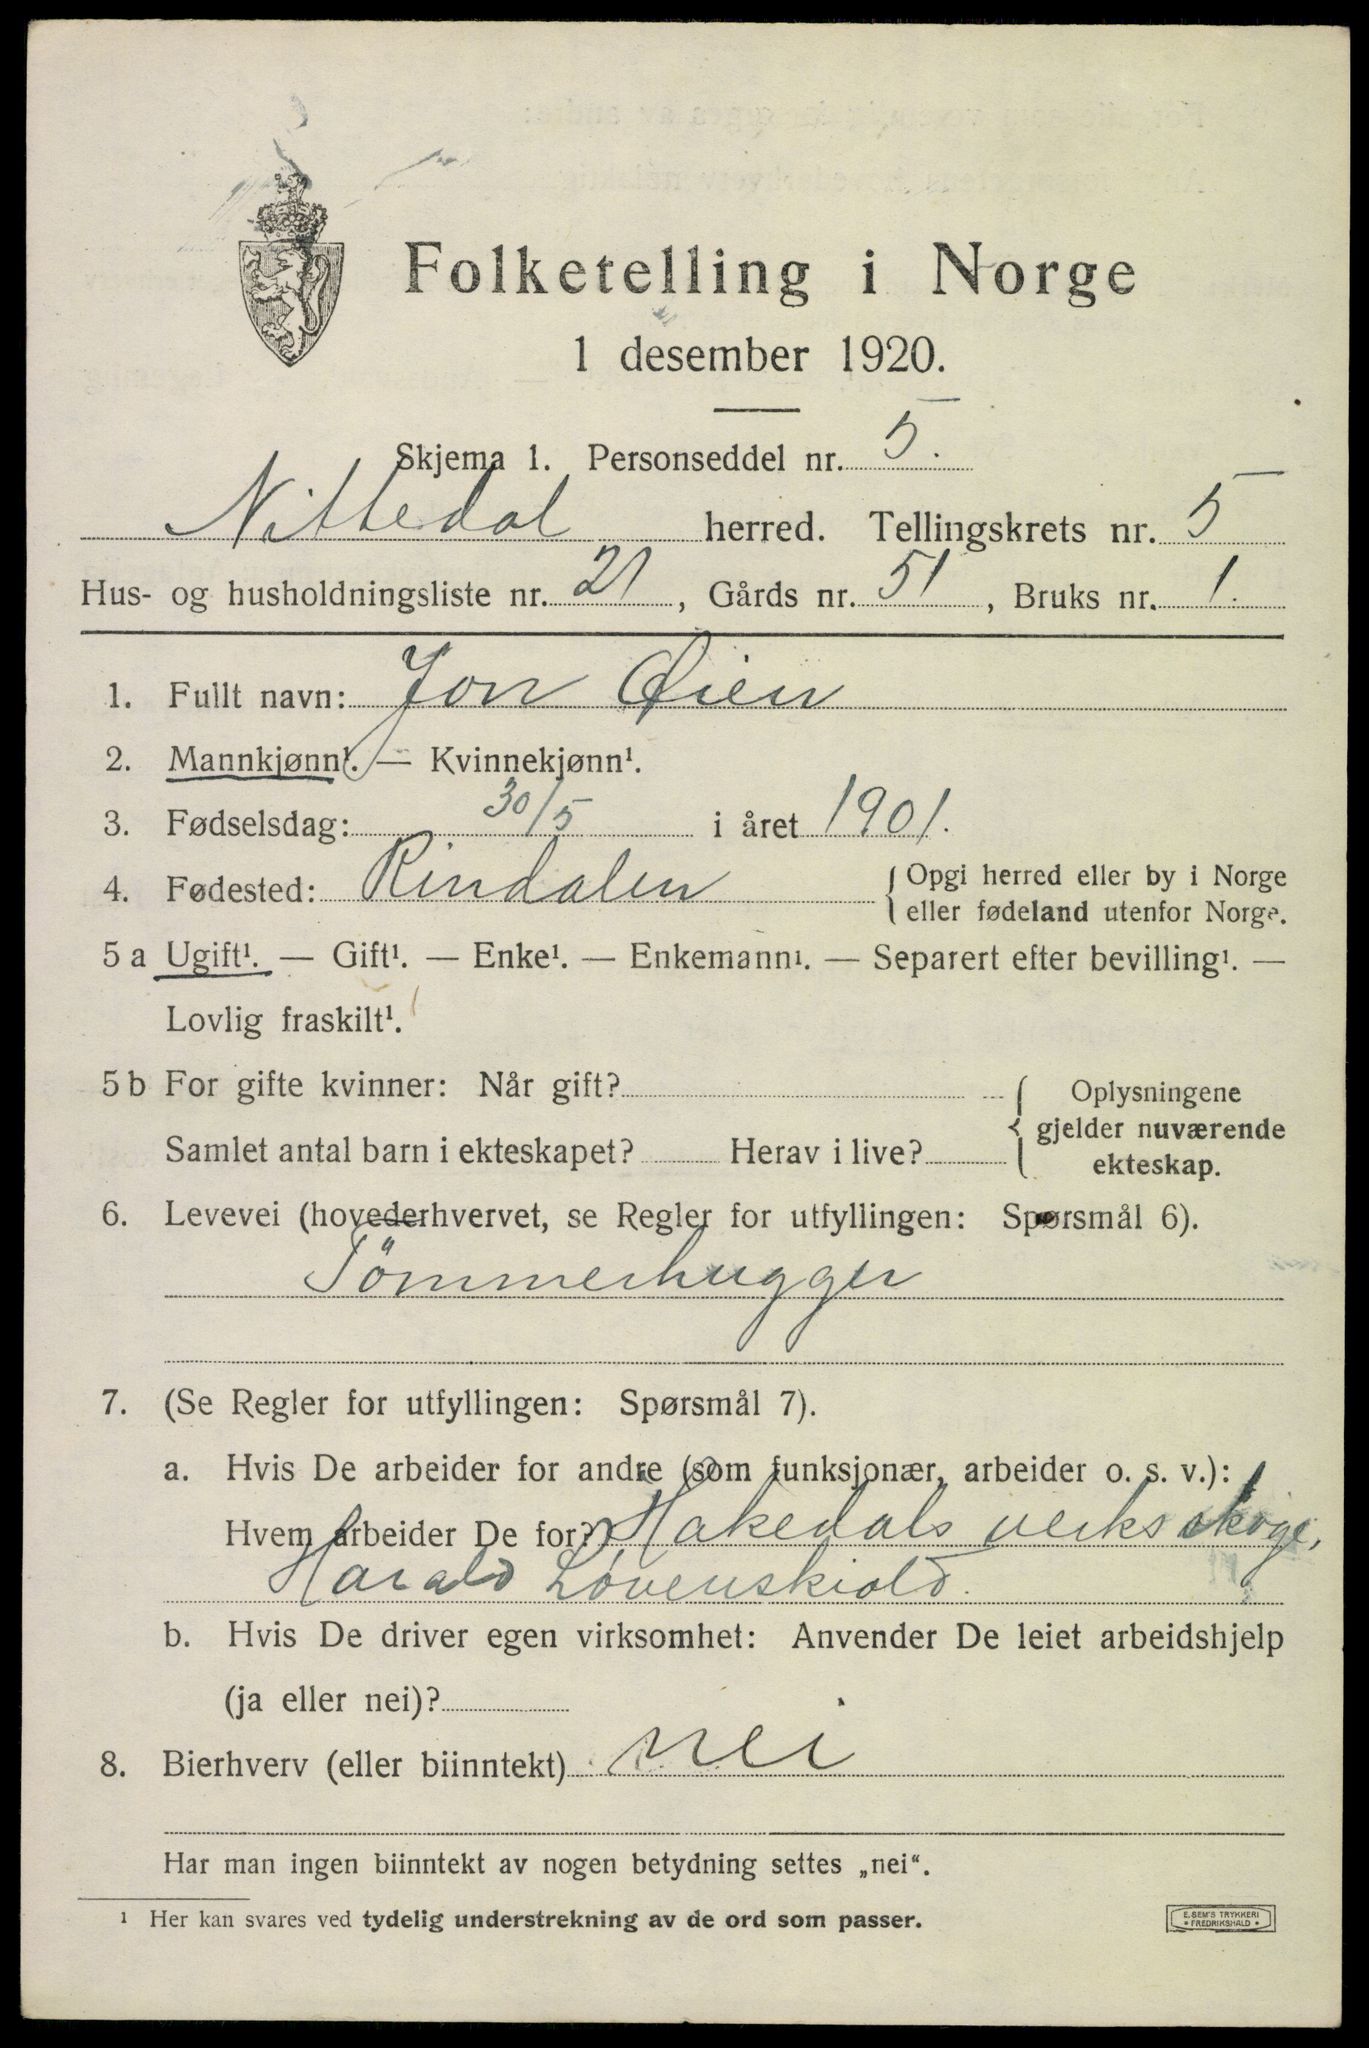 Folketelling i Norge
1 desember 1920.
Skjema 1. Personseddel nr. 5.
Nittedal herred. Tellingskrets nr. 5
Hus- og husholdningsliste nr. 21, Gårds nr. 51, Bruks nr. 1.
1. Fullt navn: Jon Øien
2. Mannkjønn¹. — Kvinnekjønn¹.
3. Fødselsdag: 30/5 i året 1901.
4. Fødested: Rindalen {Opgi herred eller by i Norge
eller fødeland utenfor Norge.
5 a Ugift¹. — Gift¹. — Enke¹. — Enkemann¹. — Separert efter bevilling¹. —
Lovlig fraskilt¹.
5 b For gifte kvinner: Når gift? { Oplysningene
gjelder nuværende
Samlet antal barn i ekteskapet? Herav i live?
ekteskap.
6. Levevei (hovederhvervet, se Regler for utfyllingen: Spørsmål 6).
Tömmerhugger
7. (Se Regler for utfyllingen: Spørsmål 7).
a. Hvis De arbeider for andre (som funksjonær, arbeider o. s. v.):
Hvem arbeider De for? Hakedals verks skoge,
Harald Løvenskiold.
b. Hvis De driver egen virksomhet: Anvender De leiet arbeidshjelp
(ja eller nei)?
8. Bierhverv (eller biinntekt) nei
Har man ingen biinntekt av nogen betydning settes „nei“.
¹ Her kan svares ved tydelig understrekning av de ord som passer.
E. SEM'S TRYKKERI
* FREDRIKSHALD *